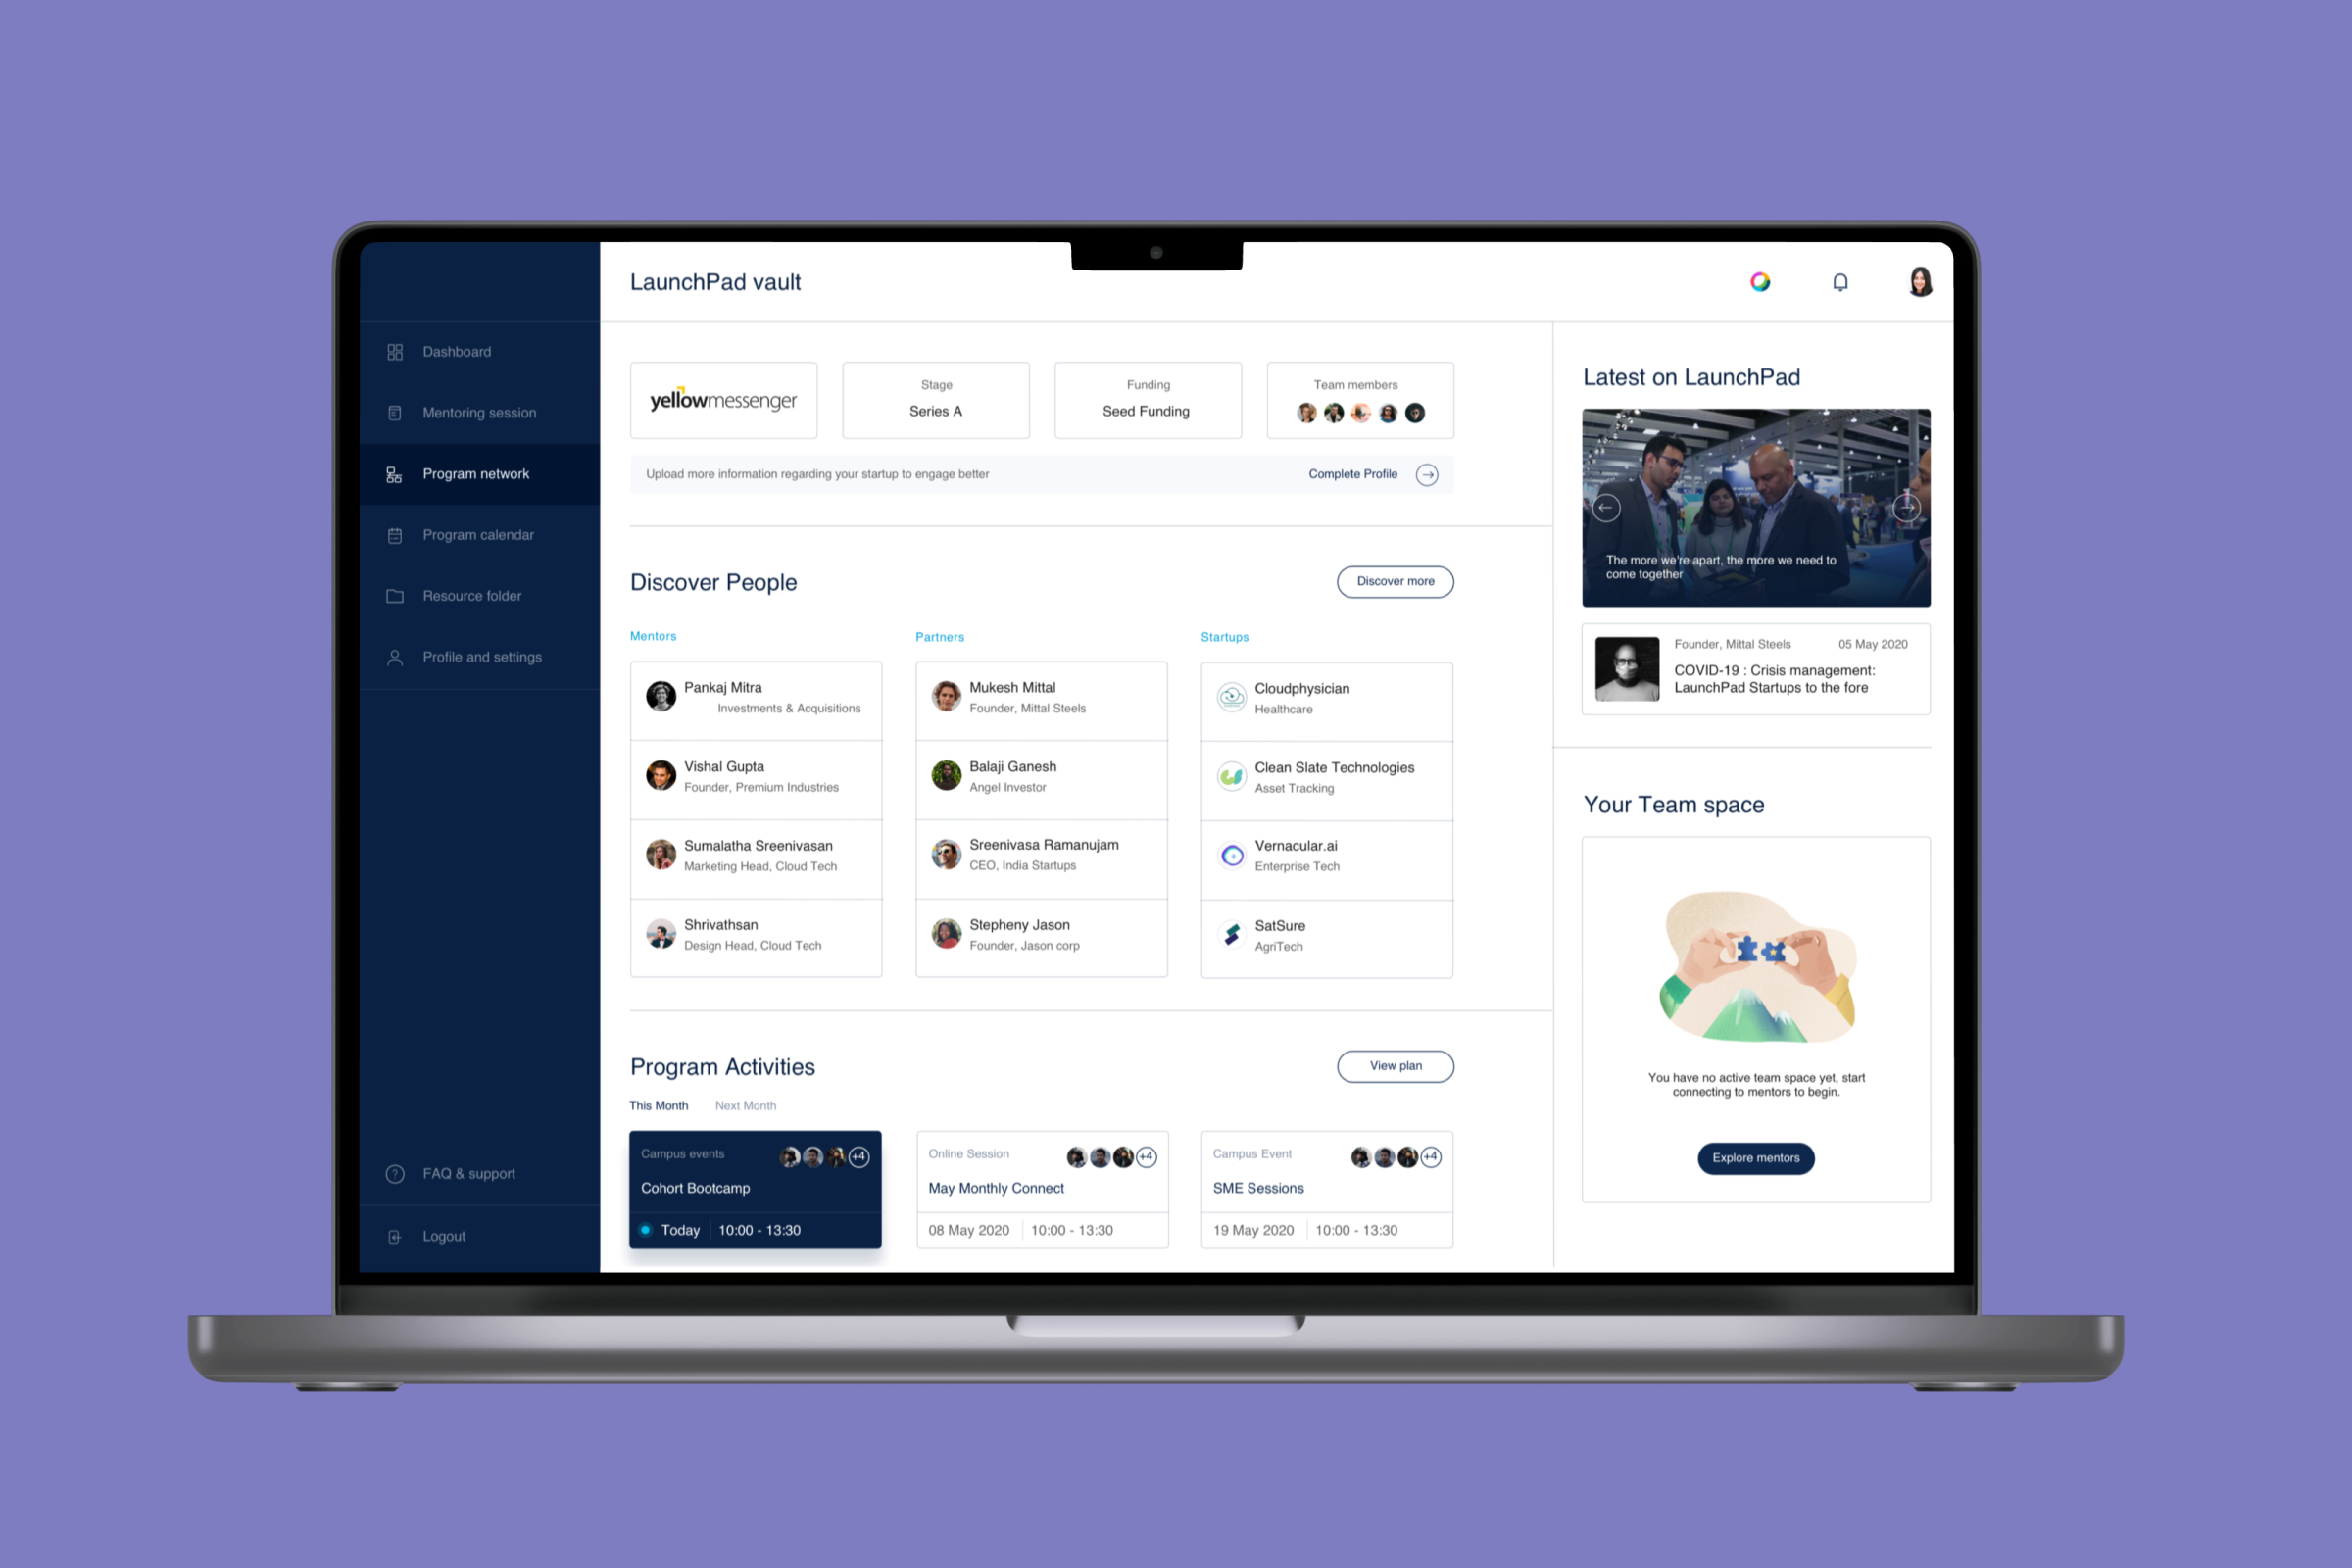 LaunchPad vault
Dashboard
Mentoring session
Program network
Program calendar
Resource folder
Profile and settings
FAQ & support
Logout
yellowmessenger
Stage
Series A
Funding
Seed Funding
Team members
Upload more information regarding your startup to engage better
Complete Profile
Discover People
Discover more
Mentors
Pankaj Mitra
Investments & Acquisitions
Vishal Gupta
Founder, Premium Industries
Sumalatha Sreenivasan
Marketing Head, Cloud Tech
Shrivathsan
Design Head, Cloud Tech
Partners
Mukesh Mittal
Founder, Mittal Steels
Balaji Ganesh
Angel Investor
Sreenivasa Ramanujam
CEO, India Startups
Stepheny Jason
Founder, Jason corp
Startups
Cloudphysician
Healthcare
Clean Slate Technologies
Asset Tracking
Vernacular.ai
Enterprise Tech
SatSure
AgriTech
Program Activities
View plan
This Month
Next Month
Campus events
+4
Cohort Bootcamp
Today
10:00 - 13:30
Online Session
+4
May Monthly Connect
08 May 2020
10:00 - 13:30
Campus Event
+4
SME Sessions
19 May 2020
10:00 - 13:30
Latest on LaunchPad
The more we're apart, the more we need to
come together
Founder, Mittal Steels
05 May 2020
COVID-19 : Crisis management:
LaunchPad Startups to the fore
Your Team space
You have no active team space yet, start
connecting to mentors to begin.
Explore mentors